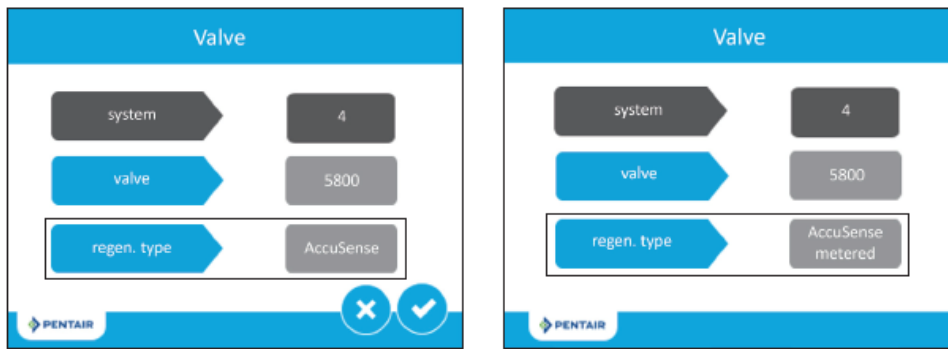 Valve
system
4
valve
5800
regen. type
AccuSense
PENTAIR
Valve
system
4
valve
5800
regen. type
AccuSense
metered
PENTAIR